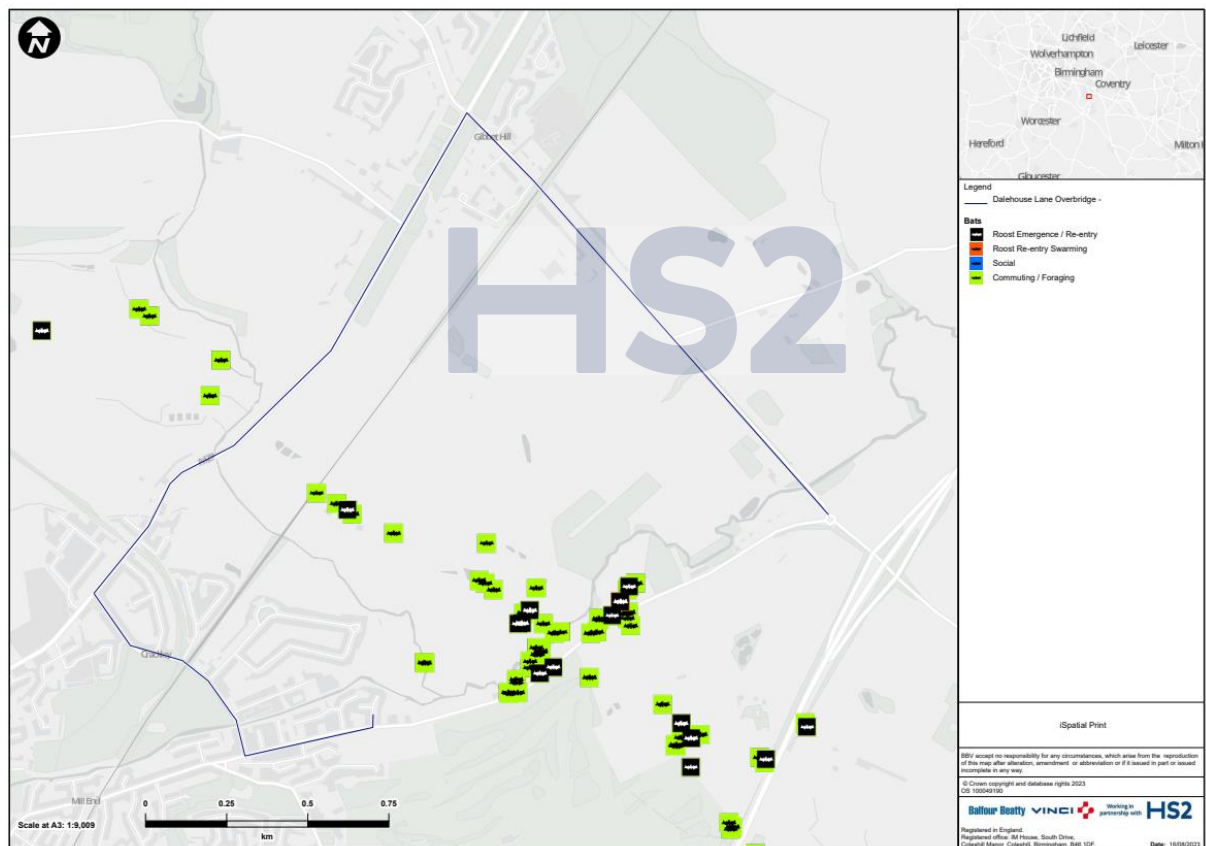 N
Gibbet Hill
HS2
Mill
Crackley
Mill End
0 0.25 0.50 0.75
km
Scale at A3: 1:9,009
Lichfield
Leicester
Wolverhampton
Birmingham
Coventry
Worcester
Hereford
Milton
Gloucester
Legend
Dalehouse Lane Overbridge -
Bats
Roost Emergence / Re-entry
Roost Re-entry Swarming
Social
Commuting / Foraging
iSpatial Print
BBV accept no responsibility for any circumstances, which arise from the reproduction
of this map after alteration, amendment or abbreviation or if it issued in part or issued
incomplete in any way.
© Crown copyright and database rights 2023
OS 100049190
Balfour Beatty VINCI Working in
partnership with HS2
Registered in England.
Registered office: IM House, South Drive,
Coleshill Manor, Coleshill, Birmingham, B46 1DF
Date: 16/08/2023